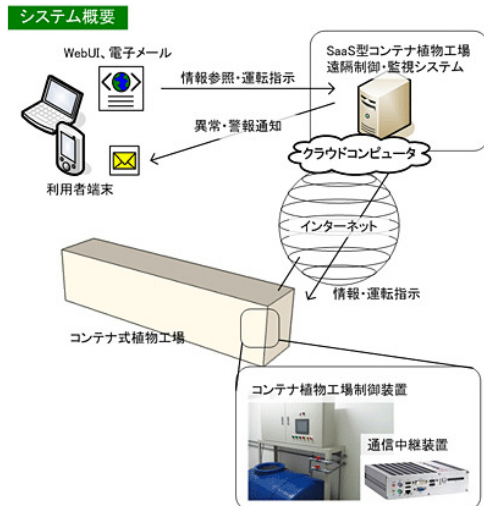 システム概要
WebUI、電子メール
情報参照・運転指示
異常・警報通知
利用者端末
SaaS型コンテナ植物工場
遠隔制御・監視システム
クラウドコンピュータ
インターネット
情報・運転指示
コンテナ式植物工場
コンテナ植物工場制御装置
通信中継装置